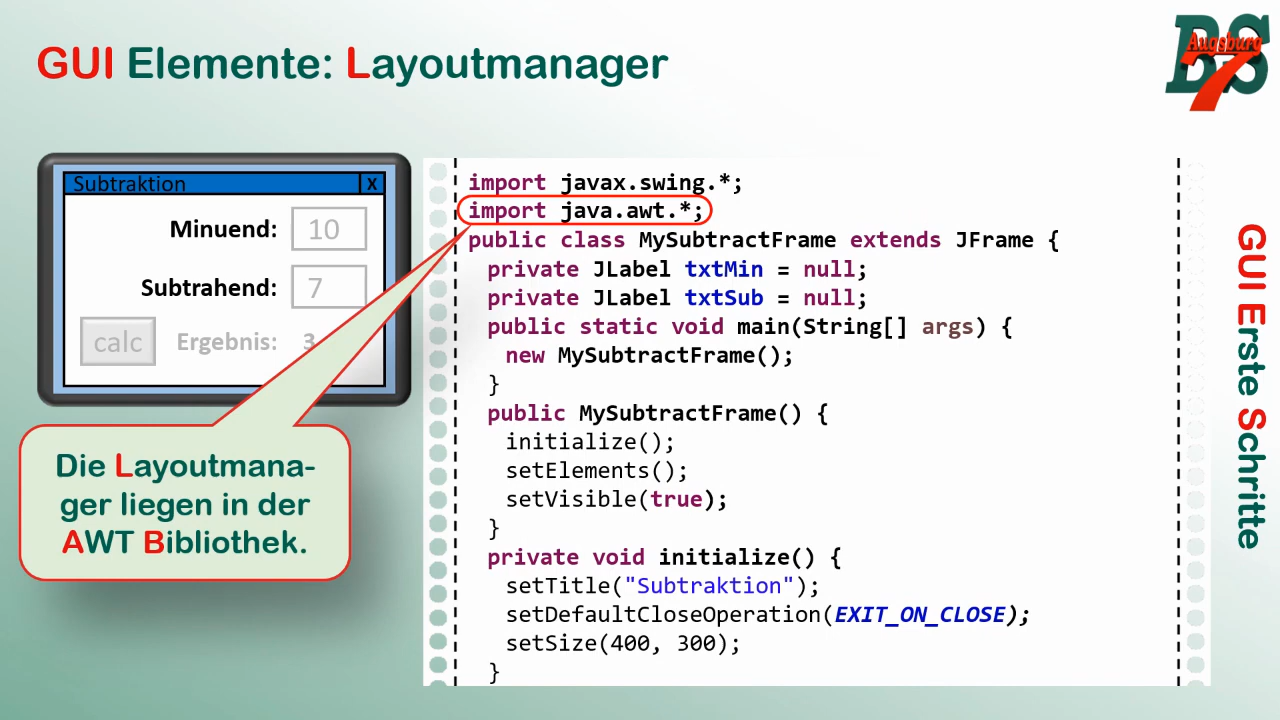 GUI Elemente: Layoutmanager
BS
Augsburg
7
Subtraktion X
Minuend: 10
Subtrahend: 7
calc Ergebnis: 3
Die Layoutmana-
ger liegen in der
AWT Bibliothek.
import javax.swing.*;
import java.awt.*;
public class MySubtractFrame extends JFrame {
private JLabel txtMin = null;
private JLabel txtSub = null;
public static void main(String[] args) {
new MySubtractFrame();
}
public MySubtractFrame() {
initialize();
setElements();
setVisible(true);
}
private void initialize() {
setTitle("Subtraktion");
setDefaultCloseOperation(EXIT_ON_CLOSE);
setSize(400, 300);
}
GUI Erste Schritte